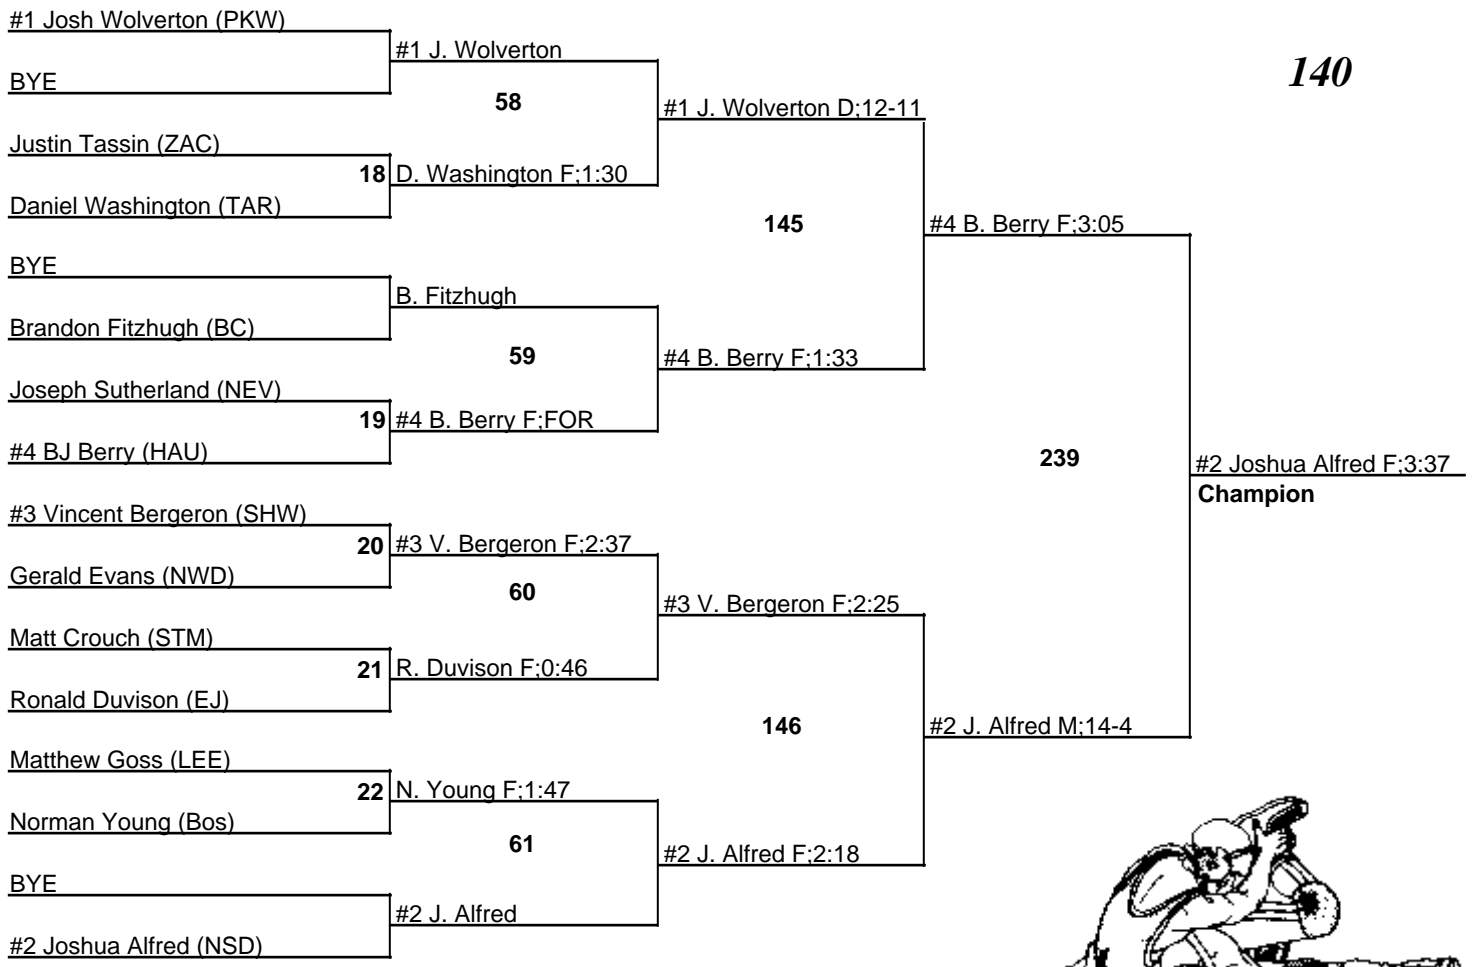 #1 Josh Wolverton (PKW)
#1 J. Wolverton
140
BYE
58
#1 J. Wolverton D;12-11
Justin Tassin (ZAC)
18 D. Washington F;1:30
Daniel Washington (TAR)
145
#4 B. Berry F;3:05
BYE
B. Fitzhugh
Brandon Fitzhugh (BC)
59
#4 B. Berry F;1:33
Joseph Sutherland (NEV)
19 #4 B. Berry F;FOR
#4 BJ Berry (HAU)
239
#2 Joshua Alfred F;3:37
Champion
#3 Vincent Bergeron (SHW)
20 #3 V. Bergeron F;2:37
Gerald Evans (NWD)
60
#3 V. Bergeron F;2:25
Matt Crouch (STM)
21 R. Duvison F;0:46
Ronald Duvison (EJ)
146
#2 J. Alfred M;14-4
Matthew Goss (LEE)
22 N. Young F;1:47
Norman Young (Bos)
61
#2 J. Alfred F;2:18
BYE
#2 J. Alfred
#2 Joshua Alfred (NSD)